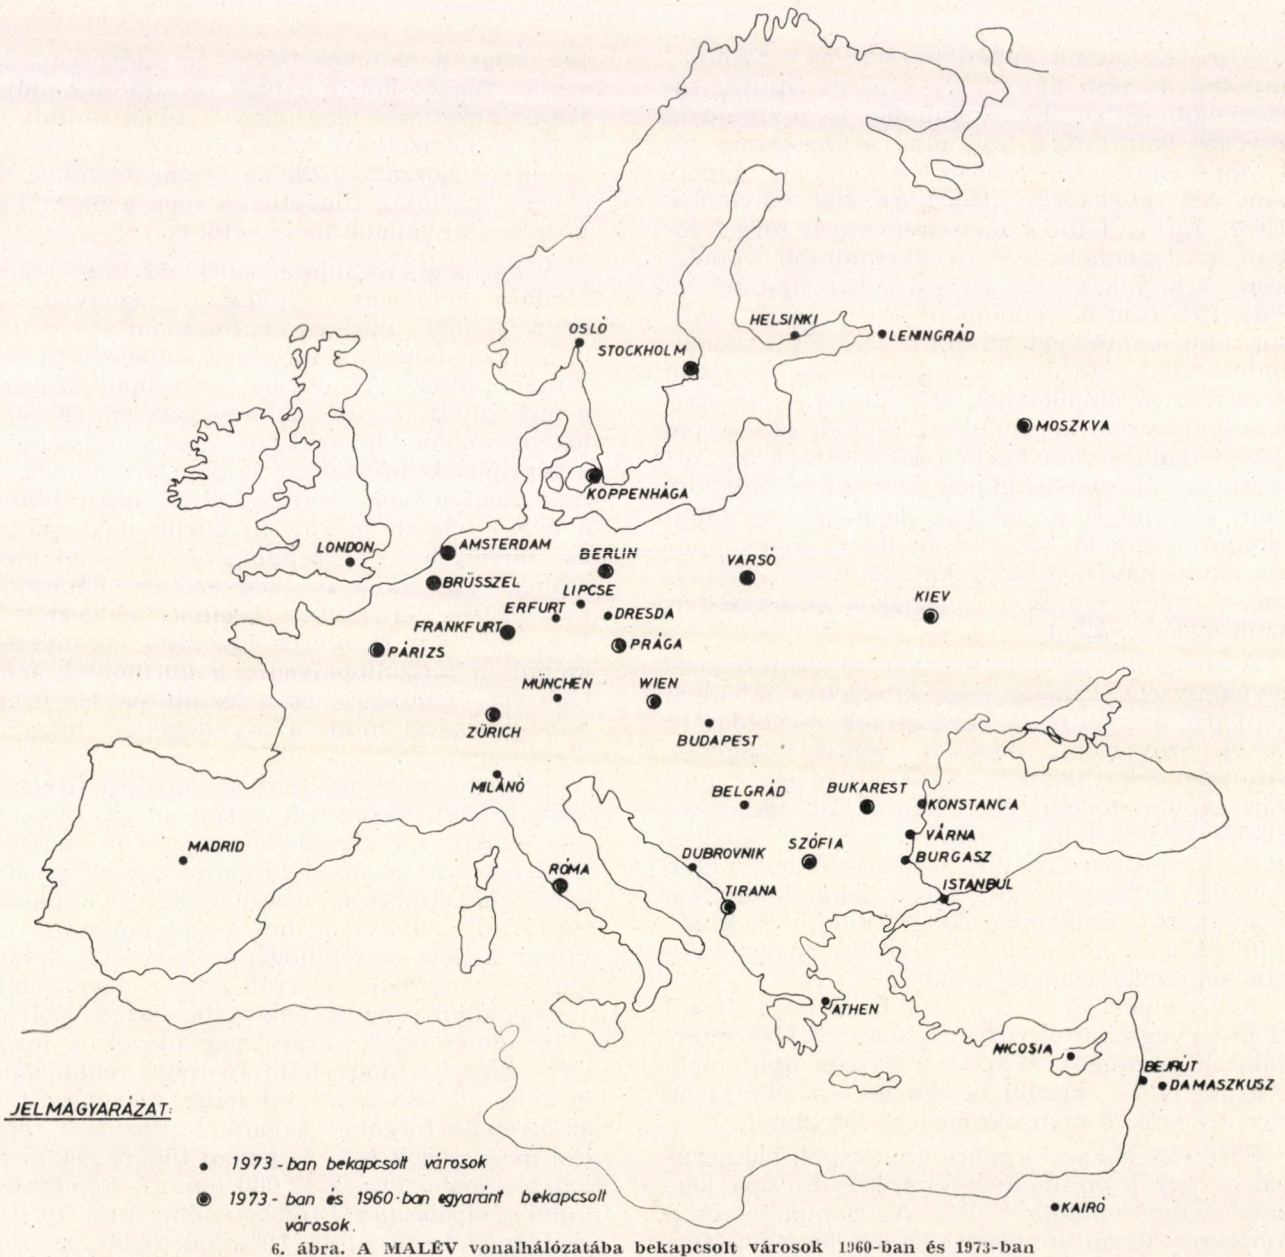 OSLÓ
STOCKHOLM
HELSINKI
LENINGRÁD
MOSZKVA
KOPPENHÁGA
LONDON
AMSTERDAM
BERLIN
VARSÓ
BRÜSSZEL
LIPCSE
KIEV
ERFURT
DRESDA
FRANKFURT
PÁRIZS
PRÁGA
MÜNCHEN
WIEN
ZÜRICH
BUDAPEST
MILÁNÓ
BELGRÁD
BUKAREST
KONSTANCA
VÁRNA
MADRID
SZÓFIA
BURGASZ
RÓMA
DUBROVNIK
TIRANA
ISTANBUL
ATHEN
NICOSIA
BEJRÚT
DAMASZKUSZ
KAIRÓ
JELMAGYARÁZAT:
1973-ban bekapcsolt városok
1973-ban és 1960-ban egyaránt bekapcsolt
városok.
6. ábra. A MALÉV vonalhálózatába bekapcsolt városok 1960-ban és 1973-ban